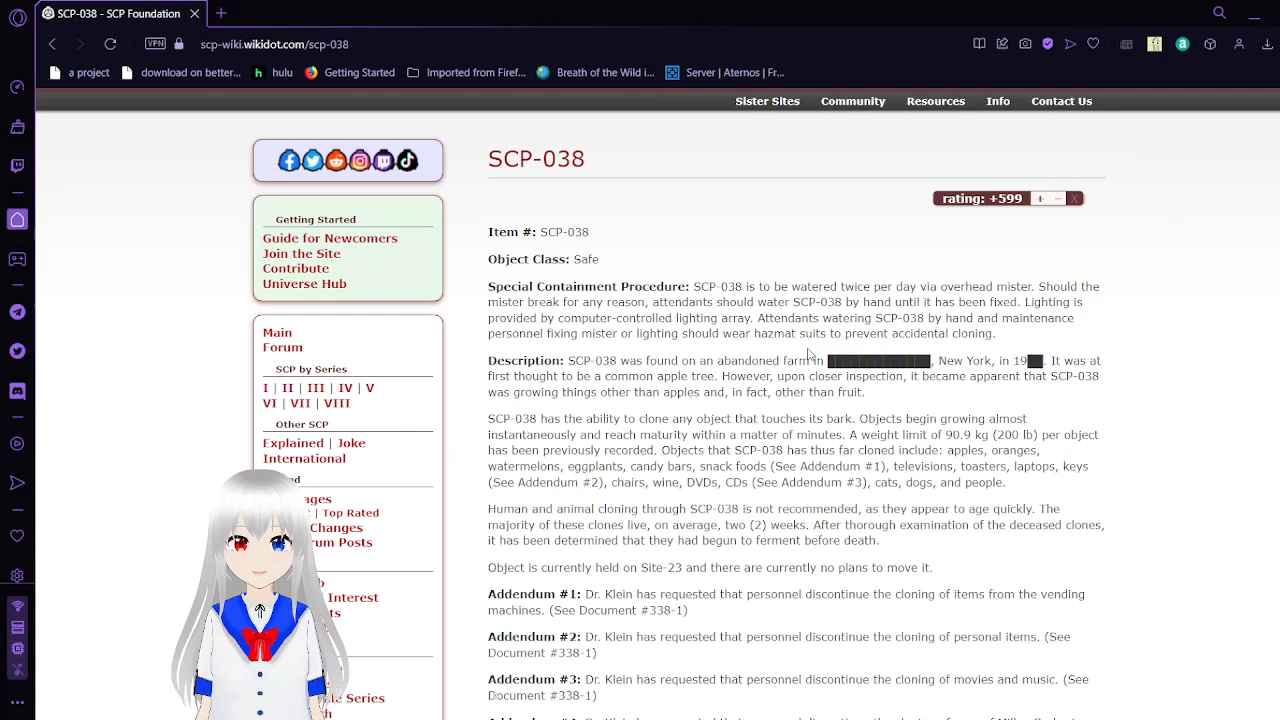 SCP-038 - SCP Foundation
VPN
scp-wiki.wikidot.com/scp-038
a project
download on better...
hulu
Getting Started
Imported from Firef...
Breath of the Wild i...
Server | Aternos | Fr...
Sister Sites
Community
Resources
Info
Contact Us
Getting Started
Guide for Newcomers
Join the Site
Contribute
Universe Hub
Main
Forum
SCP by Series
I | II | III | IV | V
VI | VII | VIII
Other SCP
Explained | Joke
International
ages
Top Rated
Changes
rum Posts
Interest
ts
le Series
SCP-038
rating: +599 + – X
Item #: SCP-038
Object Class: Safe
Special Containment Procedure: SCP-038 is to be watered twice per day via overhead mister. Should the
mister break for any reason, attendants should water SCP-038 by hand until it has been fixed. Lighting is
provided by computer-controlled lighting array. Attendants watering SCP-038 by hand and maintenance
personnel fixing mister or lighting should wear hazmat suits to prevent accidental cloning.
Description: SCP-038 was found on an abandoned farm in ██████████████, New York, in 19██. It was at
first thought to be a common apple tree. However, upon closer inspection, it became apparent that SCP-038
was growing things other than apples and, in fact, other than fruit.
SCP-038 has the ability to clone any object that touches its bark. Objects begin growing almost
instantaneously and reach maturity within a matter of minutes. A weight limit of 90.9 kg (200 lb) per object
has been previously recorded. Objects that SCP-038 has thus far cloned include: apples, oranges,
watermelons, eggplants, candy bars, snack foods (See Addendum #1), televisions, toasters, laptops, keys
(See Addendum #2), chairs, wine, DVDs, CDs (See Addendum #3), cats, dogs, and people.
Human and animal cloning through SCP-038 is not recommended, as they appear to age quickly. The
majority of these clones live, on average, two (2) weeks. After thorough examination of the deceased clones,
it has been determined that they had begun to ferment before death.
Object is currently held on Site-23 and there are currently no plans to move it.
Addendum #1: Dr. Klein has requested that personnel discontinue the cloning of items from the vending
machines. (See Document #338-1)
Addendum #2: Dr. Klein has requested that personnel discontinue the cloning of personal items. (See
Document #338-1)
Addendum #3: Dr. Klein has requested that personnel discontinue the cloning of movies and music. (See
Document #338-1)